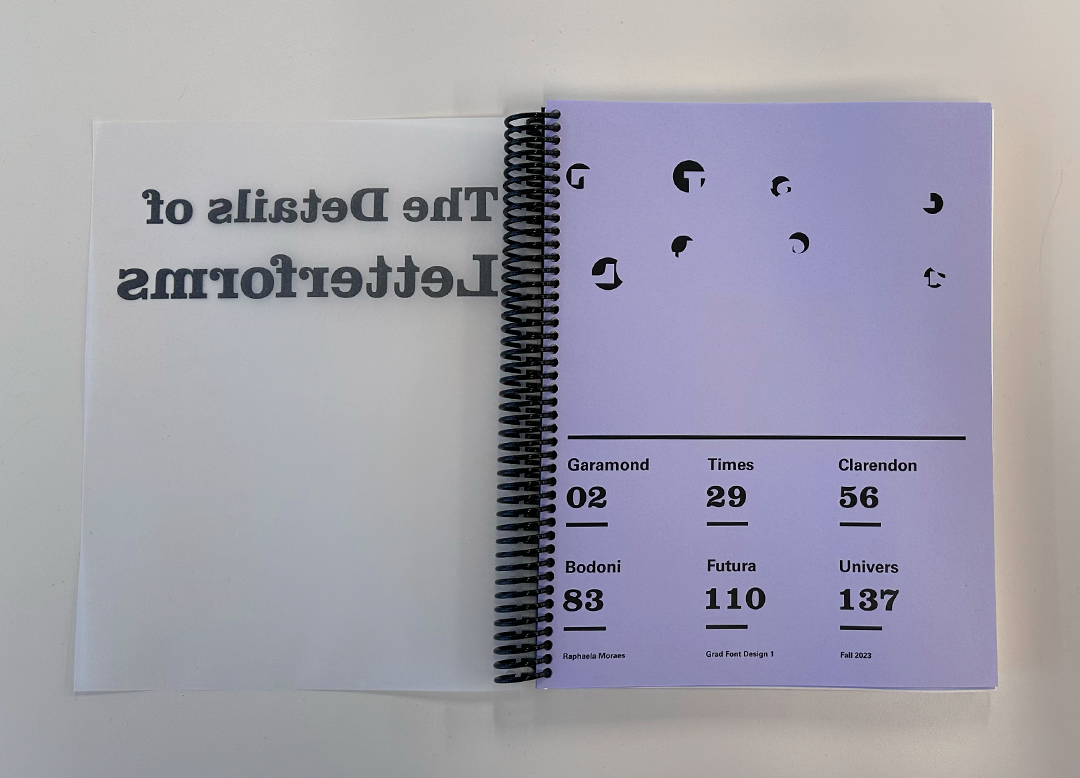 The Details of
Letterforms
Garamond
02
Times
29
Clarendon
56
Bodoni
83
Futura
110
Univers
137
Raphaela Moraes
Grad Font Design 1
Fall 2023